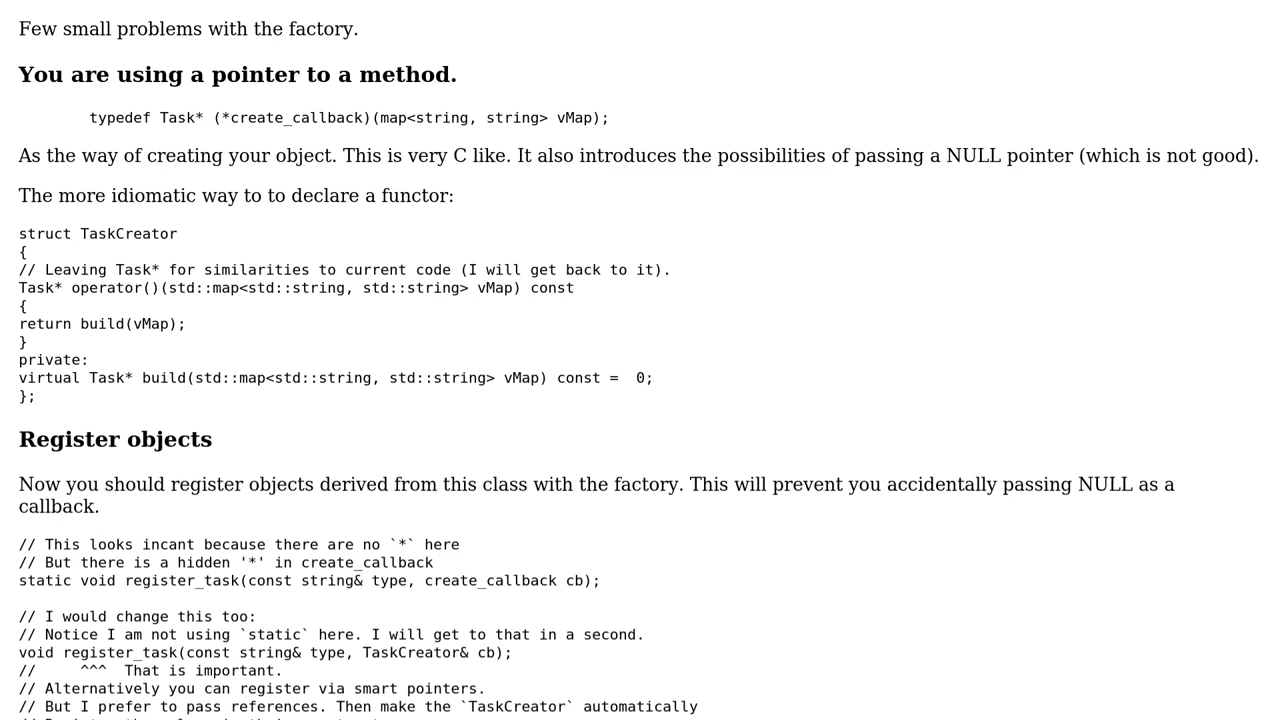 Few small problems with the factory.
You are using a pointer to a method.
typedef Task* (*create_callback)(map<string, string> vMap);
As the way of creating your object. This is very C like. It also introduces the possibilities of passing a NULL pointer (which is not good).
The more idiomatic way to to declare a functor:
struct TaskCreator
{
// Leaving Task* for similarities to current code (I will get back to it).
Task* operator()(std::map<std::string, std::string> vMap) const
{
return build(vMap);
}
private:
virtual Task* build(std::map<std::string, std::string> vMap) const =  0;
};
Register objects
Now you should register objects derived from this class with the factory. This will prevent you accidentally passing NULL as a
callback.
// This looks incant because there are no `*` here
// But there is a hidden '*' in create_callback
static void register_task(const string& type, create_callback cb);
// I would change this too:
// Notice I am not using `static` here. I will get to that in a second.
void register_task(const string& type, TaskCreator& cb);
//     ^^^  That is important.
// Alternatively you can register via smart pointers.
// But I prefer to pass references. Then make the `TaskCreator` automatically